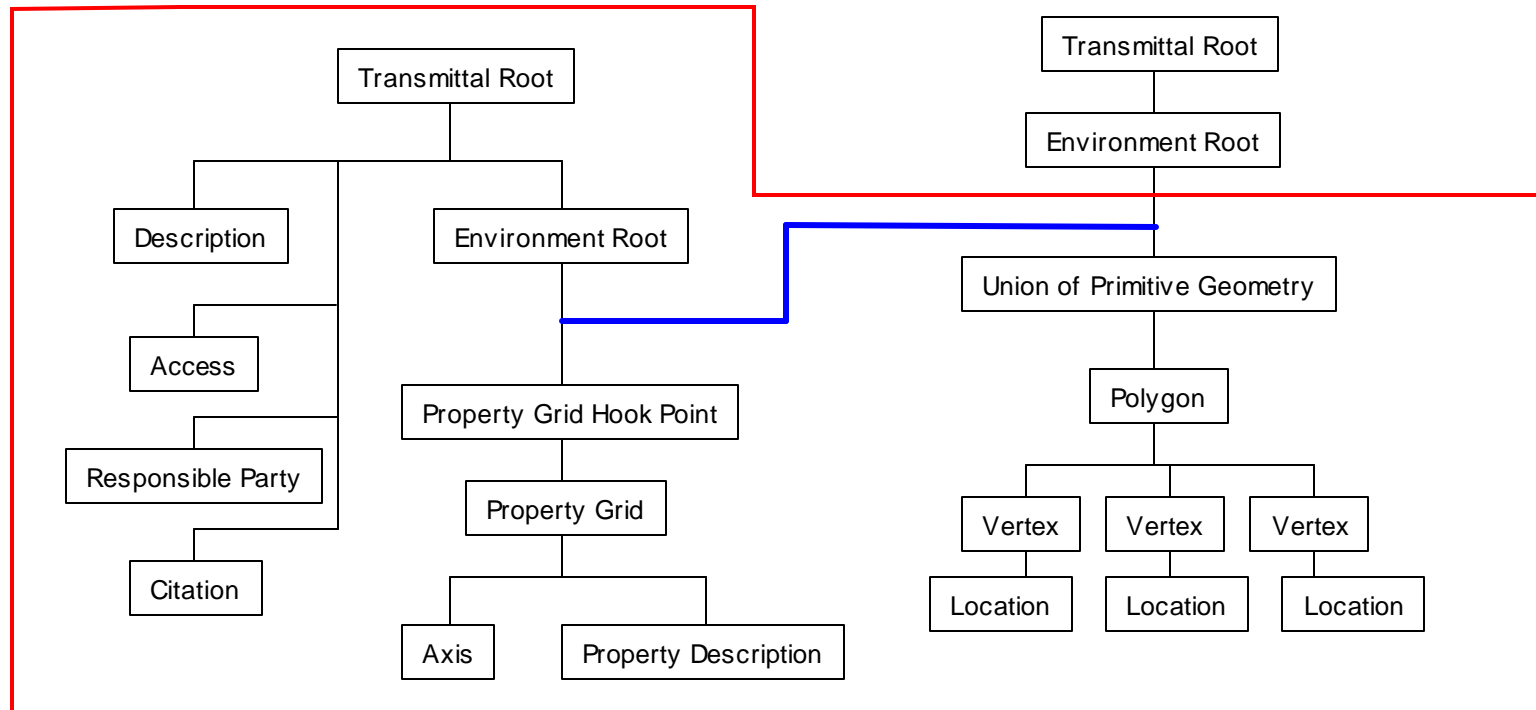 Transmittal Root
Description
Environment Root
Access
Property Grid Hook Point
Responsible Party
Property Grid
Citation
Axis
Property Description
Transmittal Root
Environment Root
Union of Primitive Geometry
Polygon
Vertex
Vertex
Vertex
Location
Location
Location